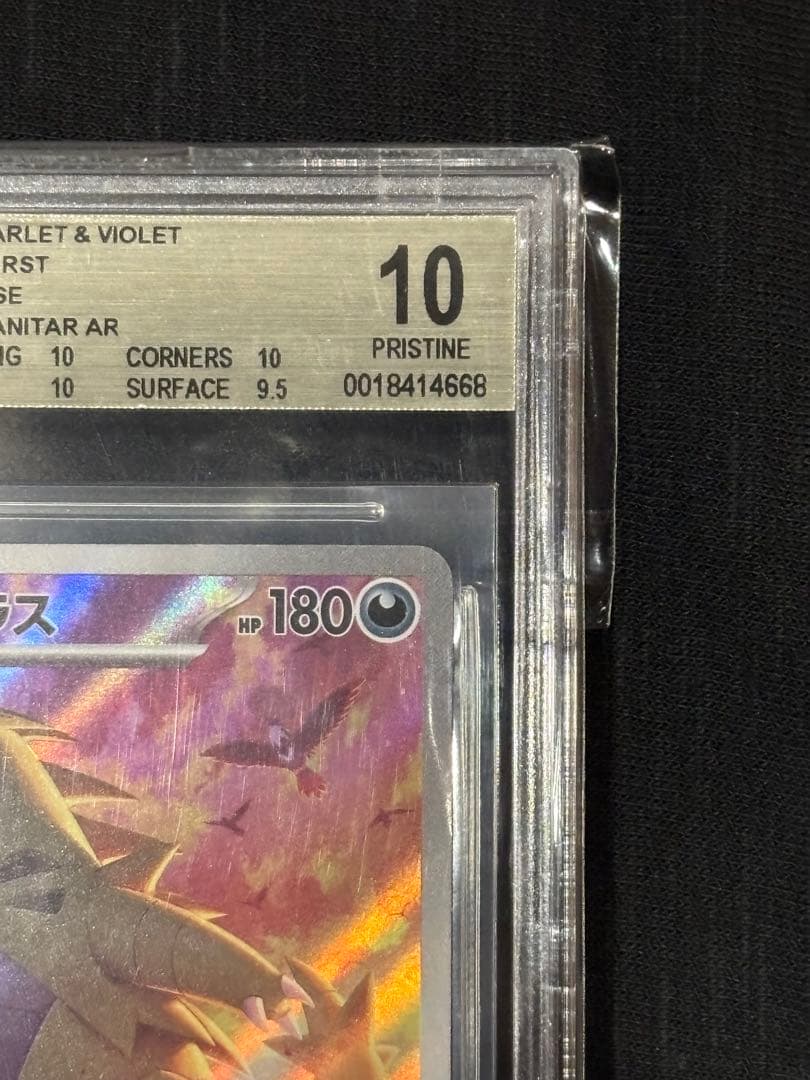 ARLET & VIOLET
RST
SE
ANITAR AR
10
PRISTINE
NG 10 CORNERS 10
10 SURFACE 9.5
0018414668
ラス HP 180